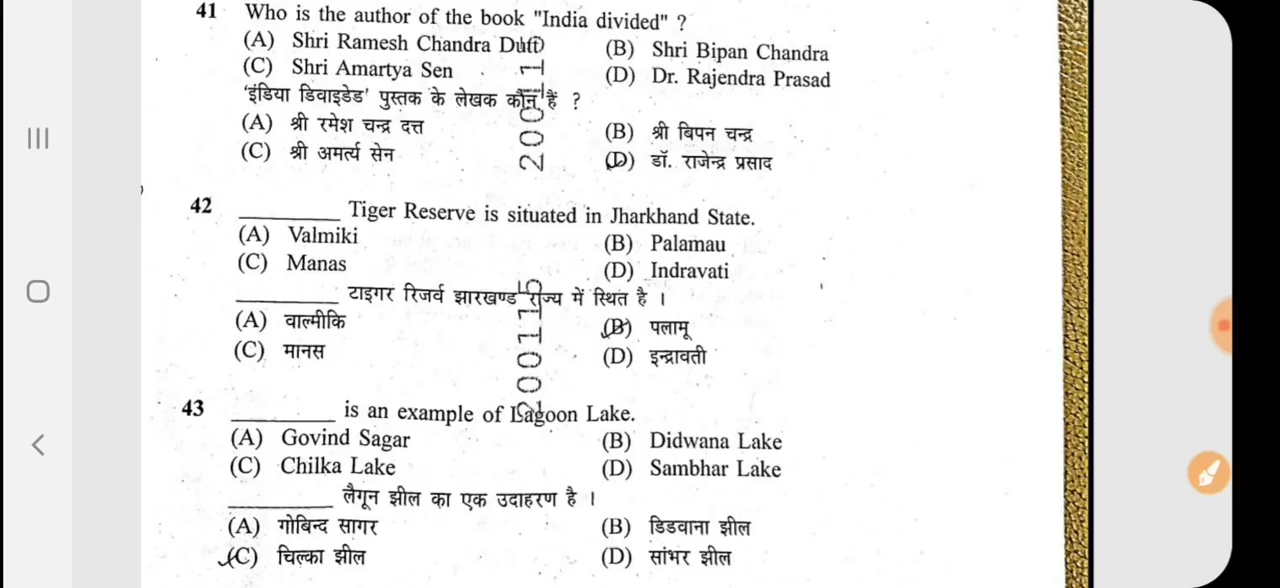 41 Who is the author of the book "India divided" ?
(A) Shri Ramesh Chandra Dutt (B) Shri Bipan Chandra
(C) Shri Amartya Sen (D) Dr. Rajendra Prasad
‘इंडिया डिवाइडेड’ पुस्तक के लेखक कौन हैं ?
(A) श्री रमेश चन्द्र दत्त (B) श्री बिपन चन्द्र
(C) श्री अमर्त्य सेन (D) डॉ. राजेन्द्र प्रसाद
200115
42 ________ Tiger Reserve is situated in Jharkhand State.
(A) Valmiki (B) Palamau
(C) Manas (D) Indravati
________ टाइगर रिजर्व झारखण्ड राज्य में स्थित है ।
(A) वाल्मीकि (B) पलामू
(C) मानस (D) इन्द्रावती
200115
43 ________ is an example of Lagoon Lake.
(A) Govind Sagar (B) Didwana Lake
(C) Chilka Lake (D) Sambhar Lake
________ लैगून झील का एक उदाहरण है ।
(A) गोबिन्द सागर (B) डिडवाना झील
(C) चिल्का झील (D) सांभर झील